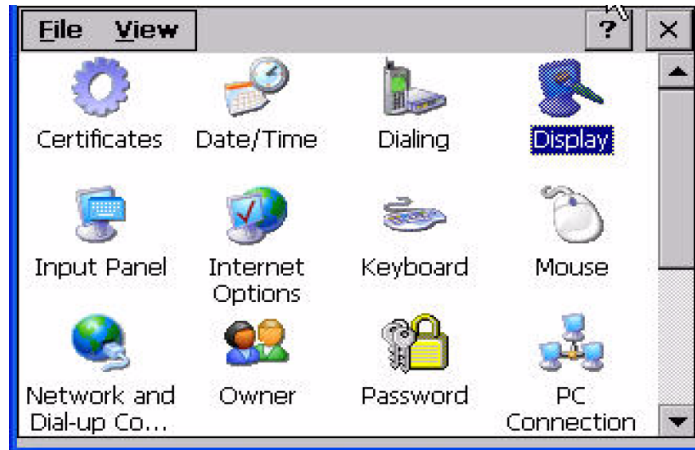 File View ? ×
Certificates Date/Time Dialing Display
Input Panel Internet Options Keyboard Mouse
Network and Dial-up Co... Owner Password PC Connection